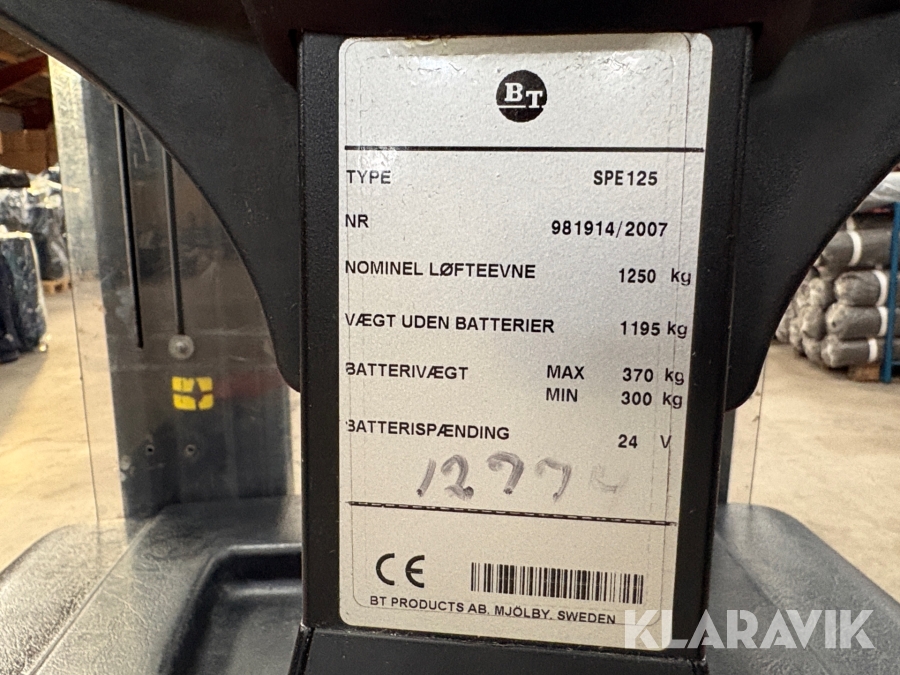 BT
TYPE SPE125
NR 981914/2007
NOMINEL LØFTEEVNE 1250 kg
VÆGT UDEN BATTERIER 1195 kg
BATTERIVÆGT MAX 370 kg
MIN 300 kg
BATTERISPÆNDING 24 V
CE
BT PRODUCTS AB, MJÖLBY, SWEDEN
KLARAVIK